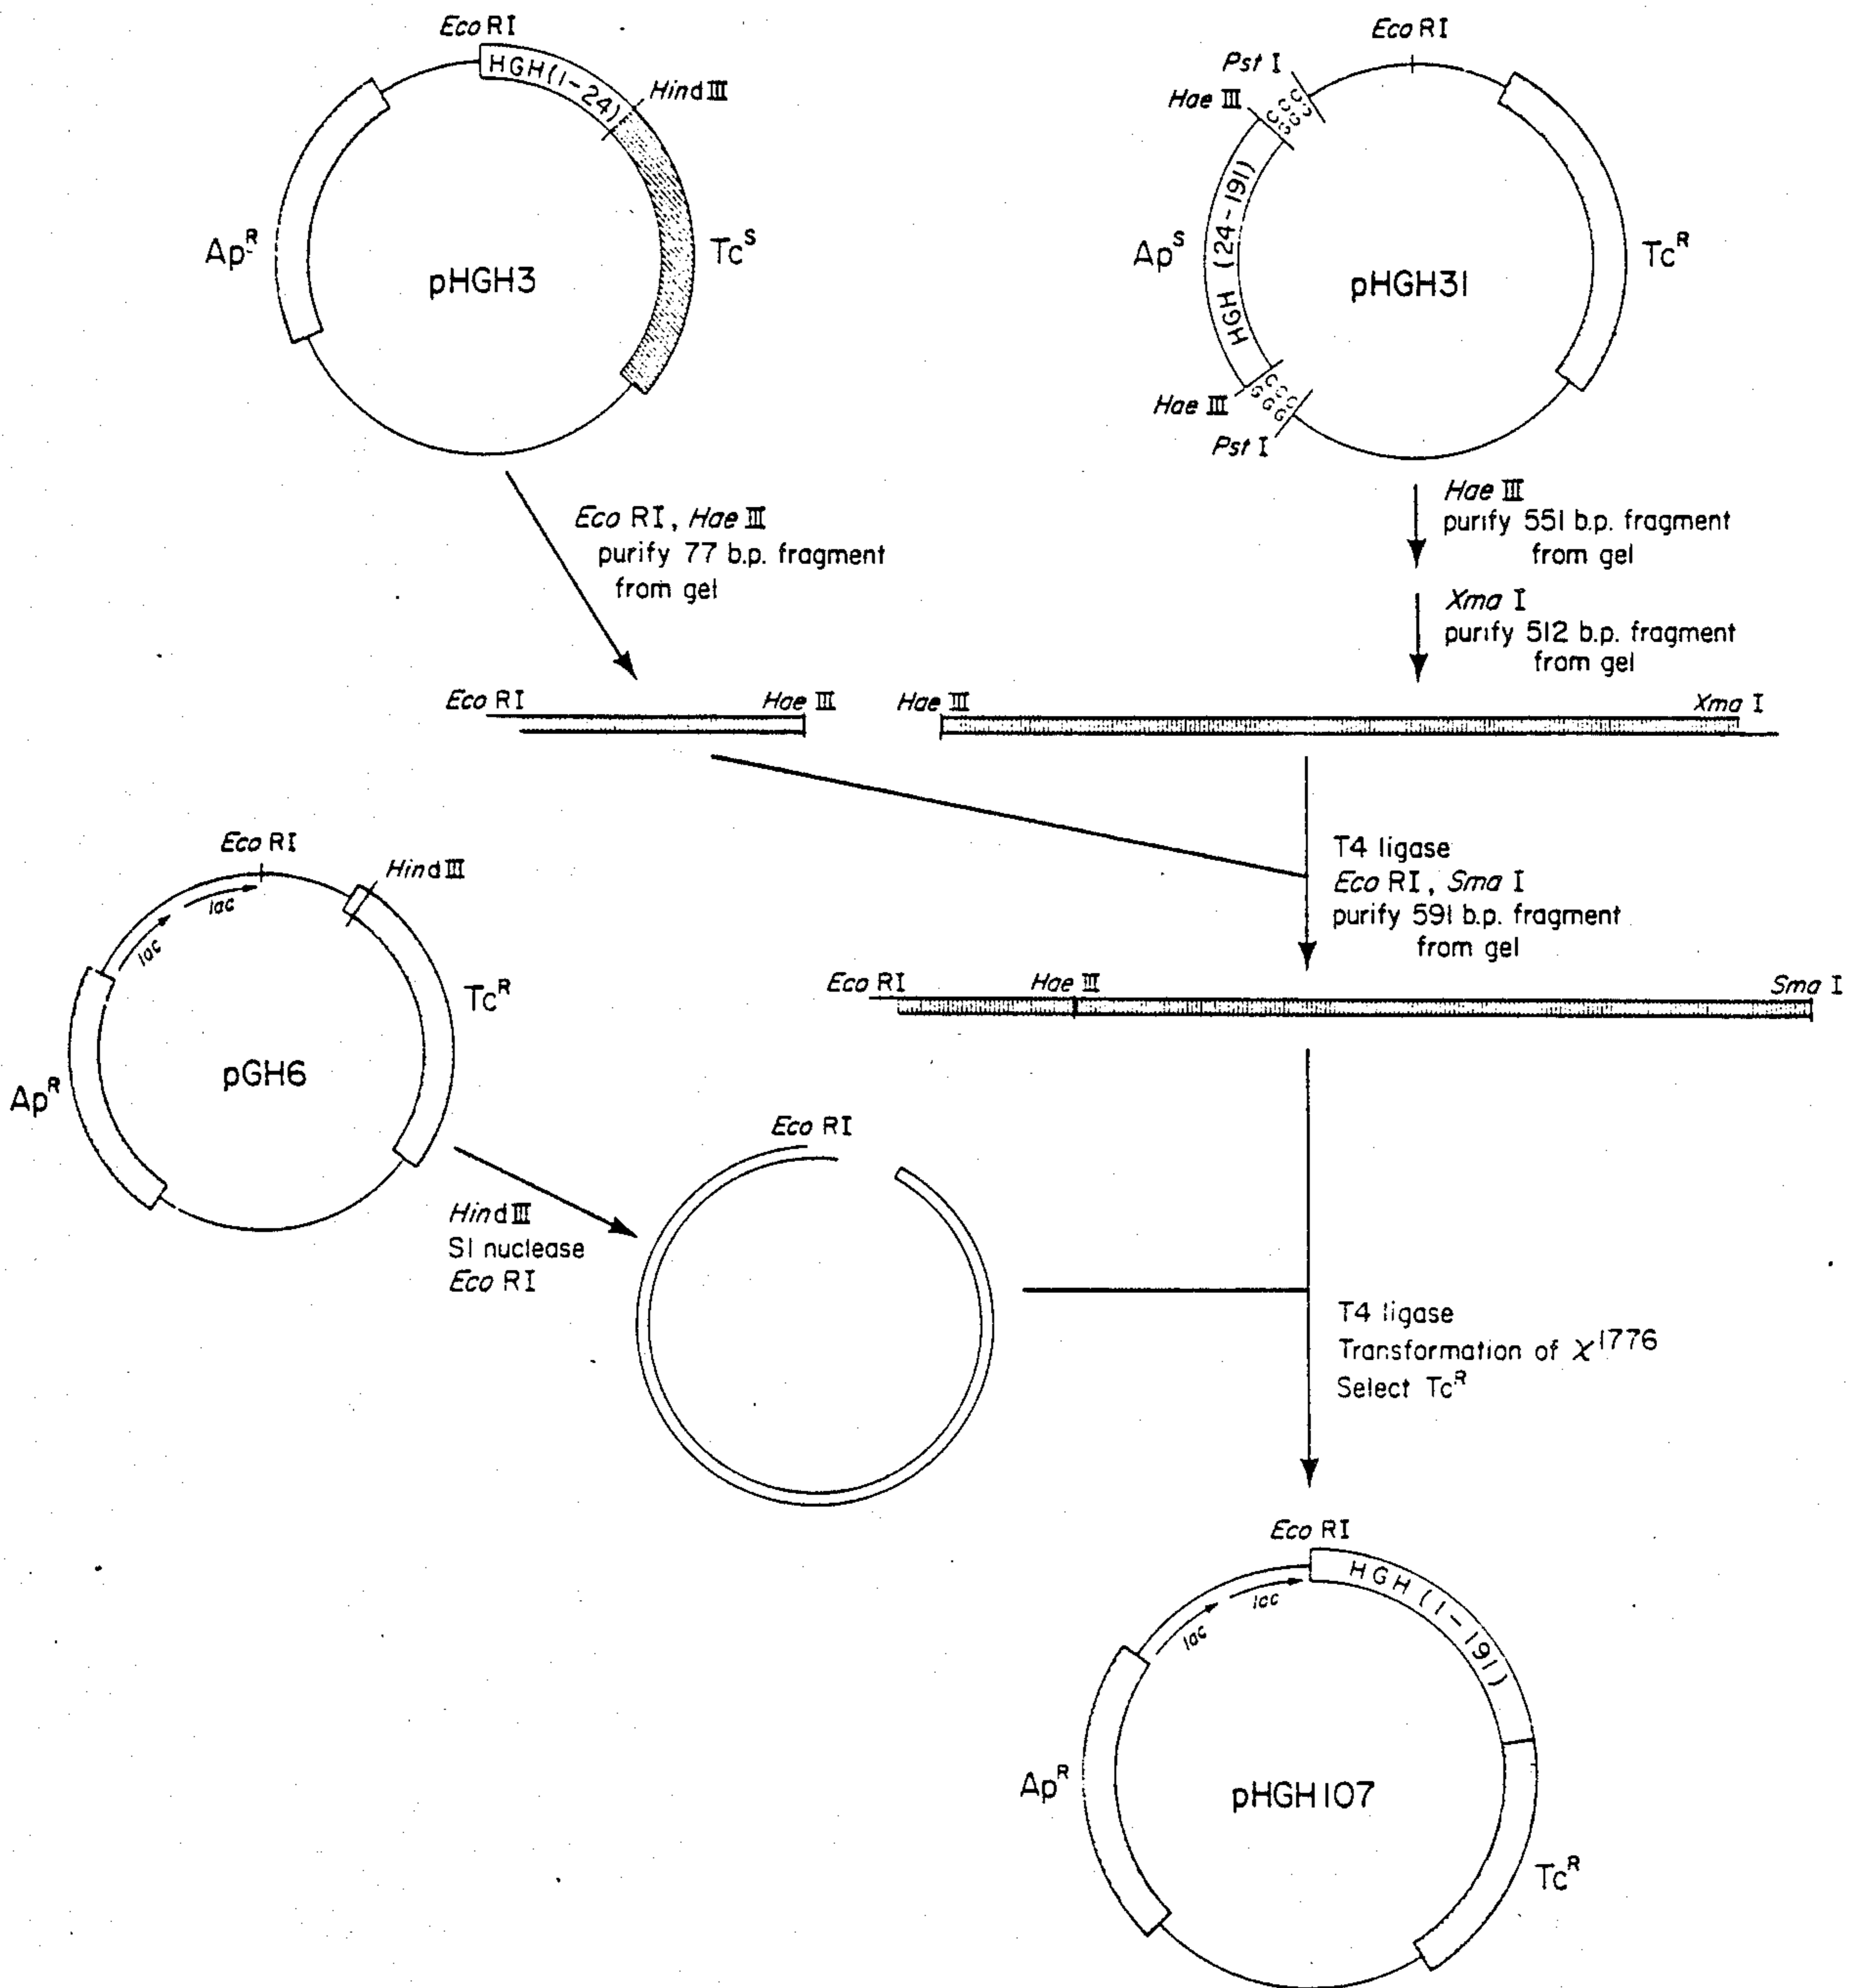 Eco RI
HGH(1-24)
Hind III
Ap^R
Tc^S
pHGH3
Eco RI
Pst I
Hae III
G G G
C C C
HGH (24-191)
Ap^S
Tc^R
pHGH31
C C C
G G G
Hae III
Pst I
Eco RI, Hae III
purify 77 b.p. fragment
from gel
Hae III
purify 551 b.p. fragment
from gel
Xma I
purify 512 b.p. fragment
from gel
Eco RI
Hae III
Hae III
Xma I
T4 ligase
Eco RI, Sma I
purify 591 b.p. fragment
from gel
Eco RI
Hind III
lac
lac
Ap^R
Tc^R
pGH6
Eco RI
Hae III
Sma I
Hind III
S1 nuclease
Eco RI
Eco RI
T4 ligase
Transformation of χ1776
Select Tc^R
Eco RI
HGH (1-191)
lac
lac
Ap^R
pHGH107
Tc^R